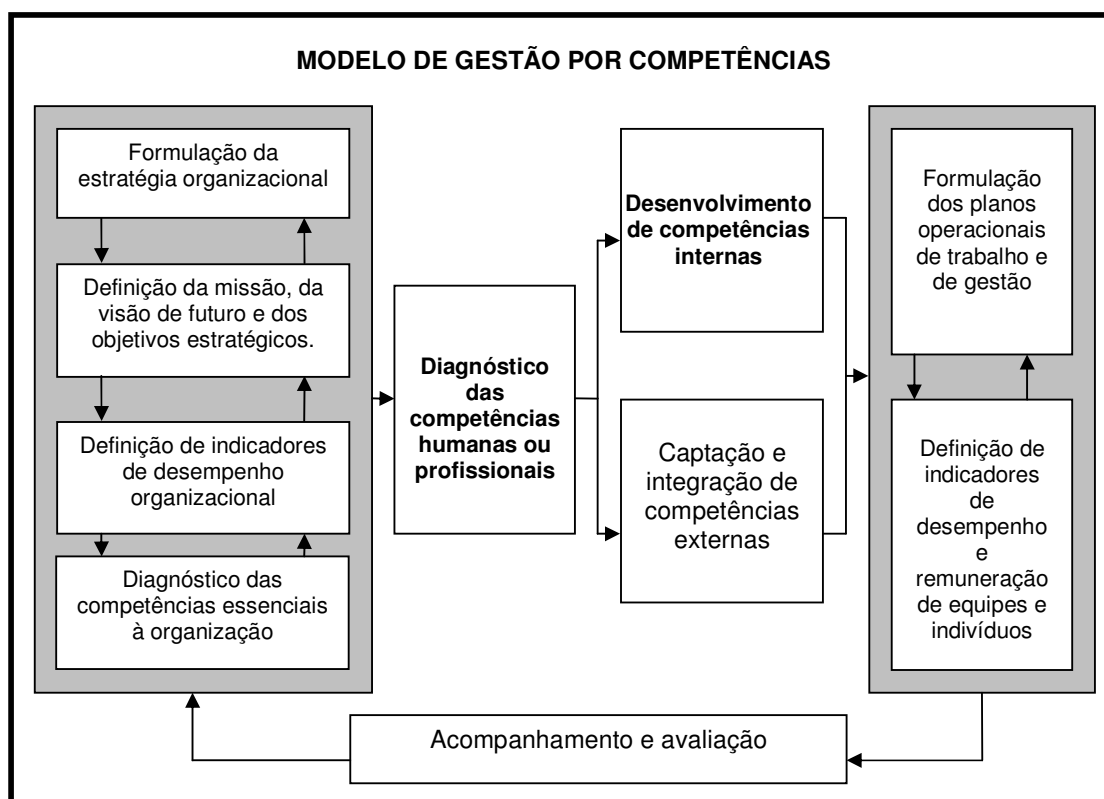 MODELO DE GESTÃO POR COMPETÊNCIAS
Formulação da
estratégia organizacional
Definição da missão, da
visão de futuro e dos
objetivos estratégicos.
Definição de indicadores
de desempenho
organizacional
Diagnóstico das
competências essenciais
à organização
Diagnóstico
das
competências
humanas ou
profissionais
Desenvolvimento
de competências
internas
Captação e
integração de
competências
externas
Formulação
dos planos
operacionais
de trabalho e
de gestão
Definição de
indicadores
de
desempenho
e
remuneração
de equipes e
indivíduos
Acompanhamento e avaliação